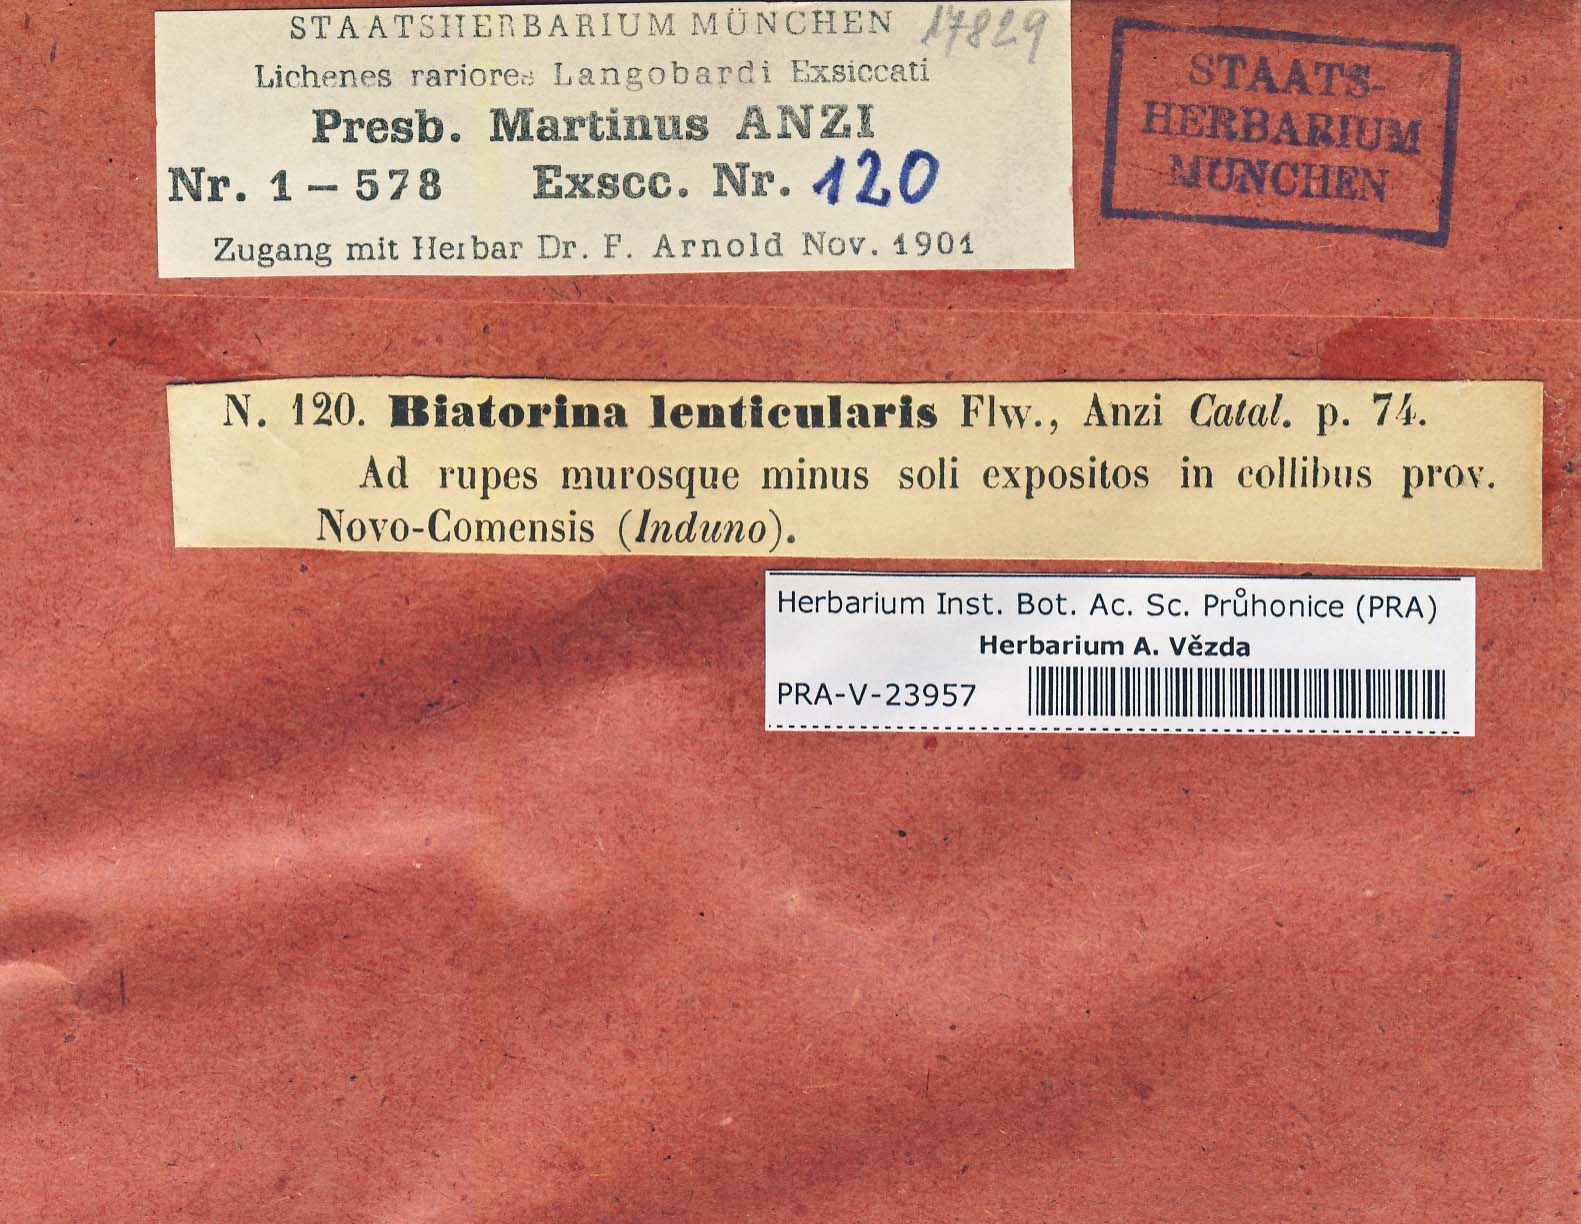 STAATSHERBARIUM MÜNCHEN 17829
Lichenes rariores Langobardi Exsiccati
Presb. Martinus ANZI
Nr. 1 – 578 Exscc. Nr. 120
Zugang mit Herbar Dr. F. Arnold Nov. 1901
STAATS-
HERBARIUM
MÜNCHEN
N. 120. Biatorina lenticularis Flw., Anzi Catal. p. 74.
Ad rupes murosque minus soli expositos in collibus prov.
Novo-Comensis (Induno).
Herbarium Inst. Bot. Ac. Sc. Průhonice (PRA)
Herbarium A. Vězda
PRA-V-23957